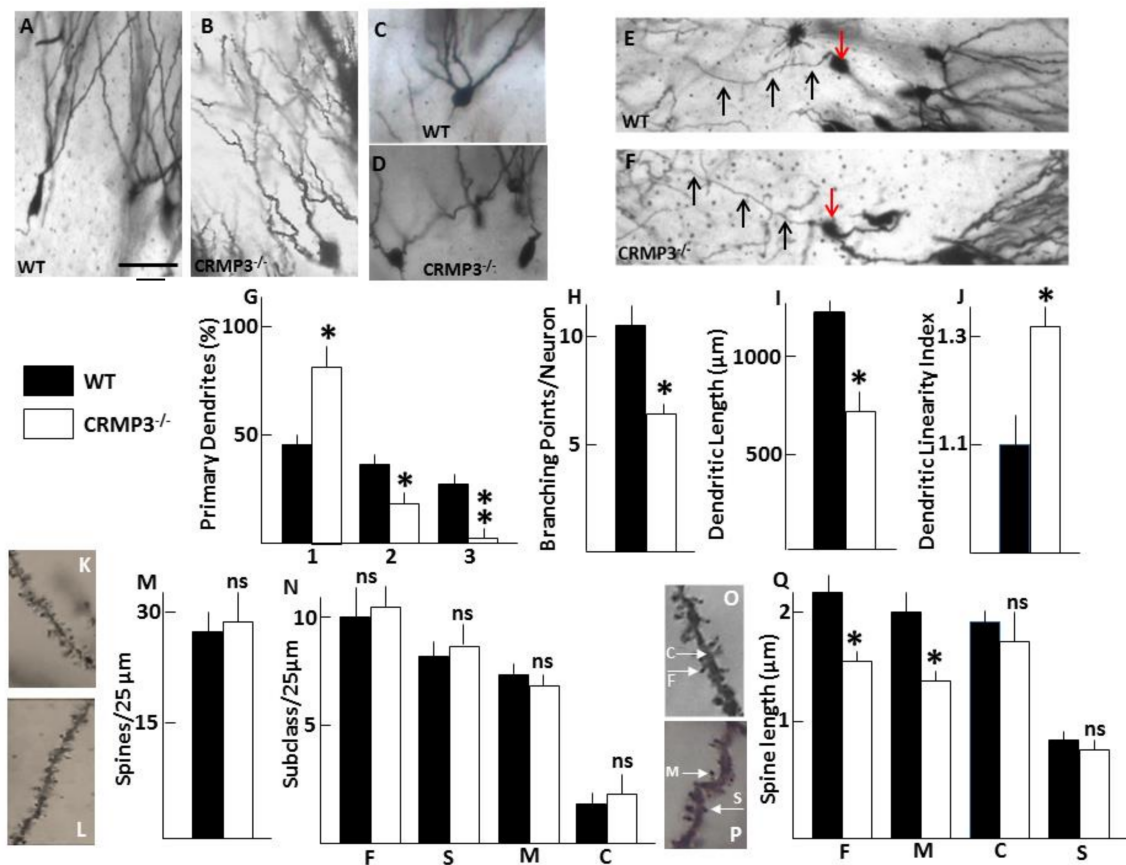 A
WT
B
CRMP3-/-
C
WT
D
CRMP3-/-
E
WT
F
CRMP3-/-
WT
CRMP3-/-
G
Primary Dendrites (%)
100
50
*
*
*
*
1 2 3
H
Branching Points/Neuron
10
5
*
I
Dendritic Length (µm)
1000
500
*
J
Dendritic Linearity Index
1.3
1.1
*
K
L
M
Spines/25 µm
30
15
ns
N
Subclass/25µm
10
5
ns
ns
ns
ns
F S M C
O
C
F
M
S
P
Q
Spine length (µm)
2
1
*
*
ns
ns
F M C S